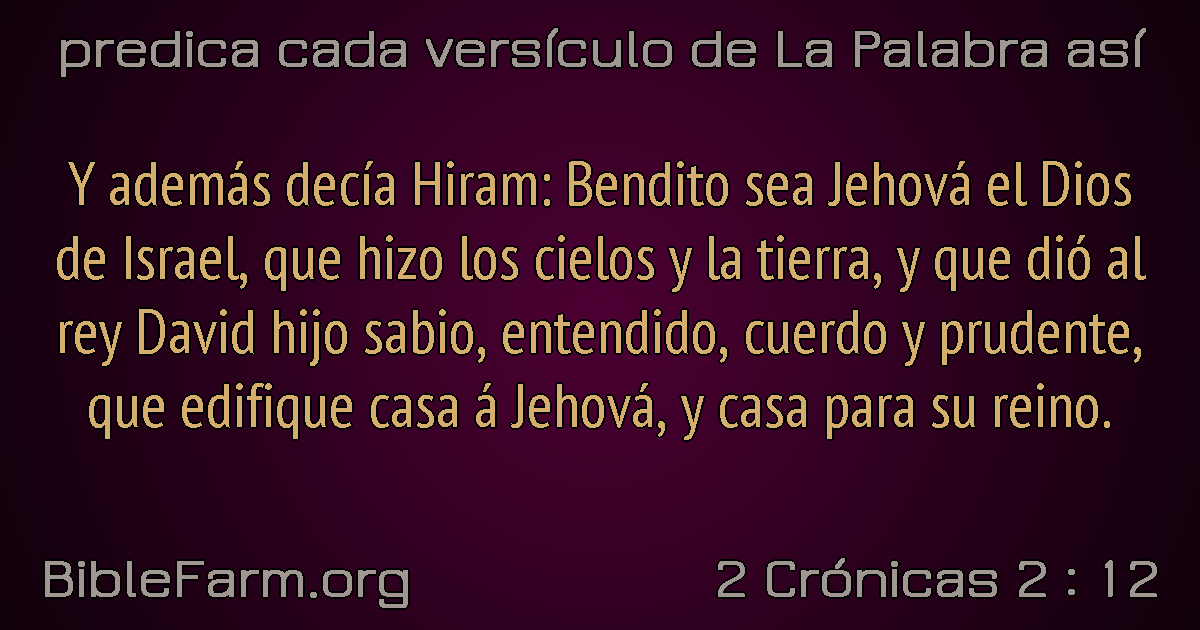 predica cada versículo de La Palabra así
Y además decía Hiram: Bendito sea Jehová el Dios
de Israel, que hizo los cielos y la tierra, y que dió al
rey David hijo sabio, entendido, cuerdo y prudente,
que edifique casa á Jehová, y casa para su reino.
BibleFarm.org
2 Crónicas 2 : 12